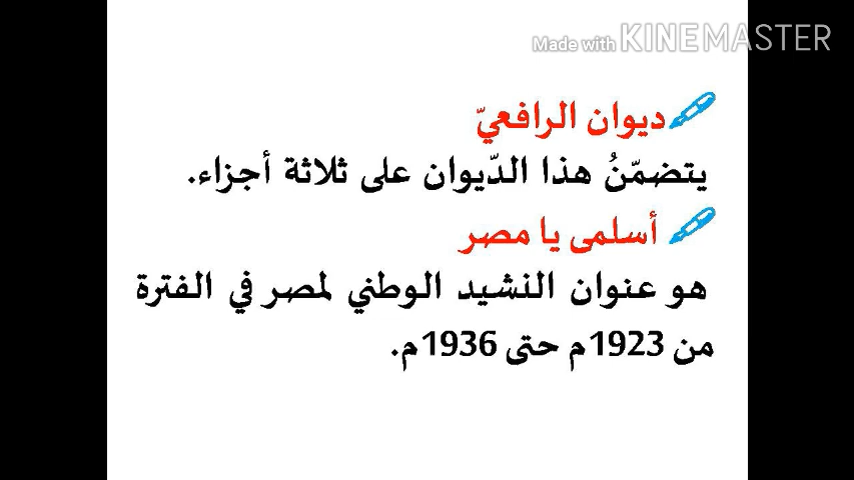 Made with KINEMASTER
ديوان الرافعيّ
يتضمّنُ هذا الدّيوان على ثلاثة أجزاء.
أسلمى يا مصر
هو عنوان النشيد الوطني لمصر في الفترة
من 1923م حتى 1936م.